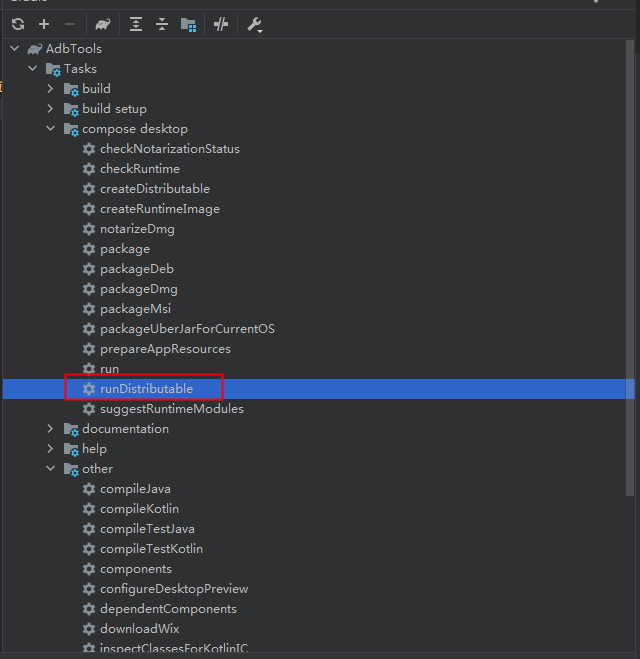 AdbTools
Tasks
build
build setup
compose desktop
checkNotarizationStatus
checkRuntime
createDistributable
createRuntimeImage
notarizeDmg
package
packageDeb
packageDmg
packageMsi
packageUberJarForCurrentOS
prepareAppResources
run
runDistributable
suggestRuntimeModules
documentation
help
other
compileJava
compileKotlin
compileTestJava
compileTestKotlin
components
configureDesktopPreview
dependentComponents
downloadWix
inspectClassesForKotlinIC